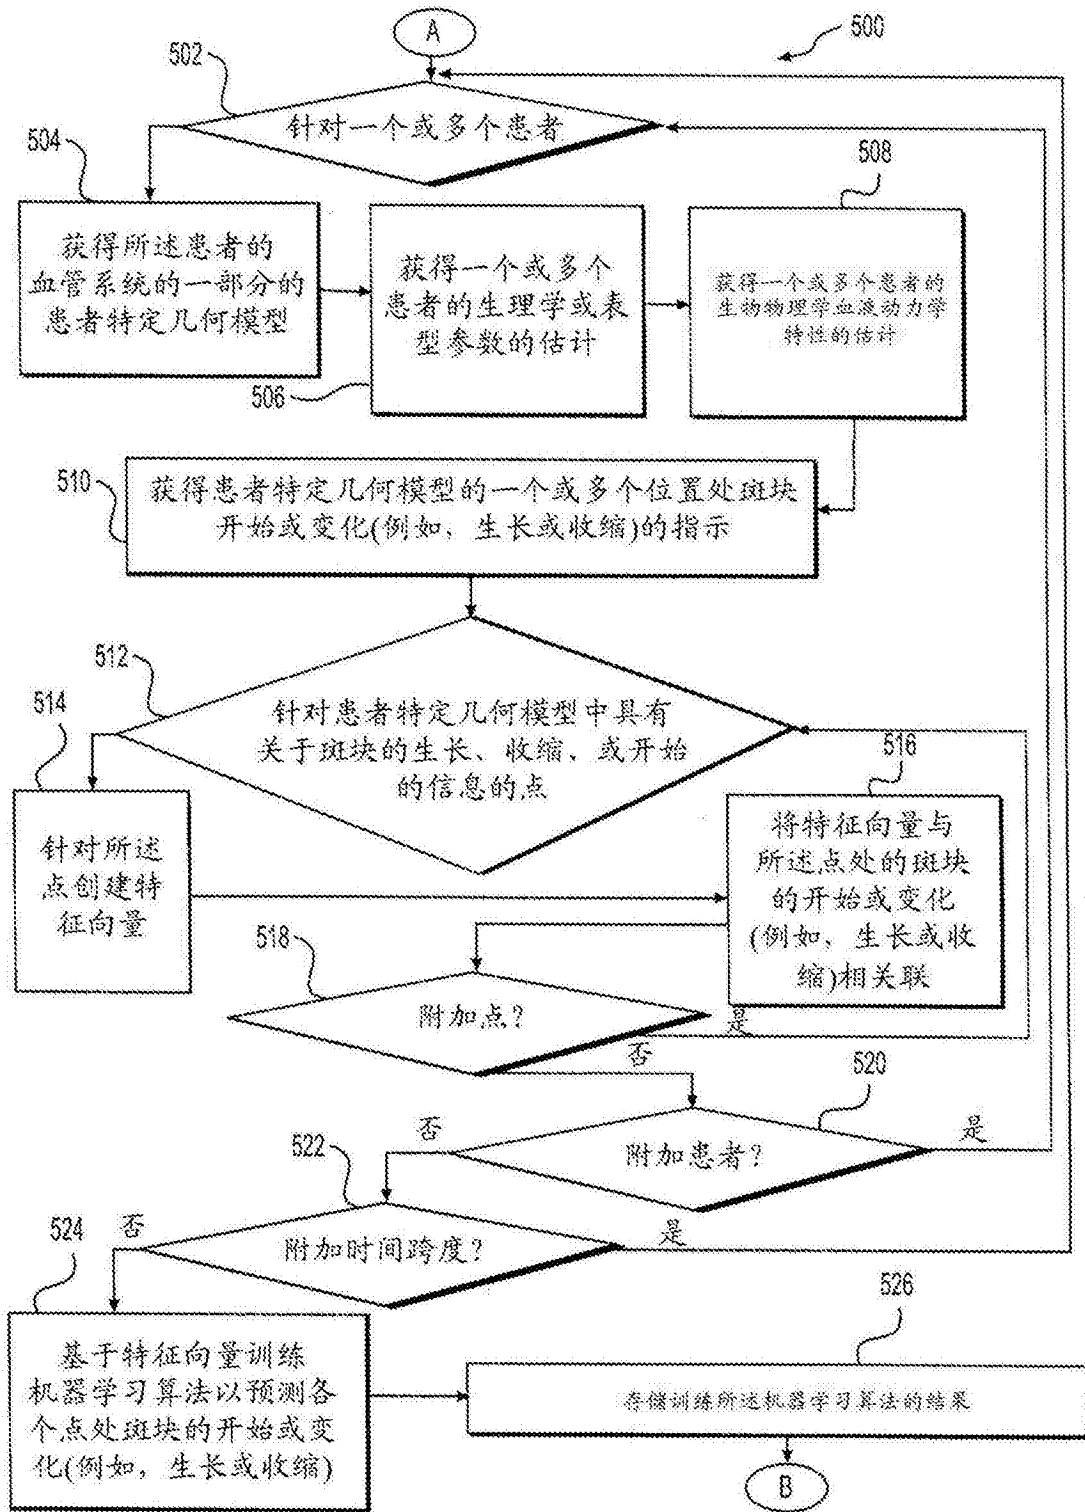 A
500
502
针对一个或多个患者
504
获得所述患者的
血管系统的一部分的
患者特定几何模型
506
获得一个或多个
患者的生理学或表
型参数的估计
508
获得一个或多个患者的
生物物理学血液动力学
特性的估计
510
获得患者特定几何模型的一个或多个位置处斑块
开始或变化(例如、生长或收缩)的指示
512
针对患者特定几何模型中具有
关于斑块的生长、收缩、或开始
的信息的点
514
针对所述
点创建特
征向量
516
将特征向量与
所述点处的斑块
的开始或变化
(例如、生长或收
缩)相关联
518
附加点?
是
否
520
附加患者?
是
否
522
附加时间跨度?
是
否
524
基于特征向量训练
机器学习算法以预测各
个点处斑块的开始或变
化(例如，生长或收缩)
526
存储训练所述机器学习算法的结果
B